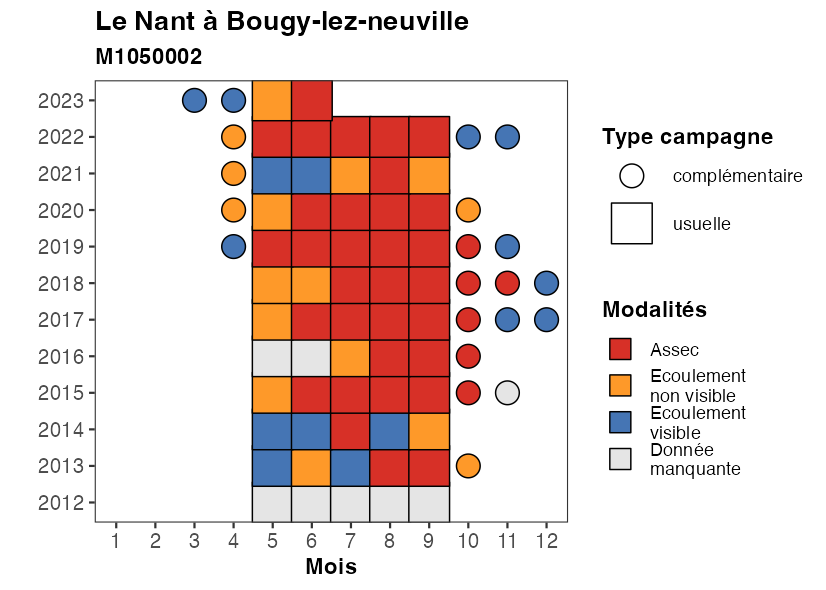 Le Nant à Bougy-lez-neuville
M1050002
2023
2022
2021
2020
2019
2018
2017
2016
2015
2014
2013
2012
1 2 3 4 5 6 7 8 9 10 11 12
Mois
Type campagne
complémentaire
usuelle
Modalités
Assec
Ecoulement
non visible
Ecoulement
visible
Donnée
manquante